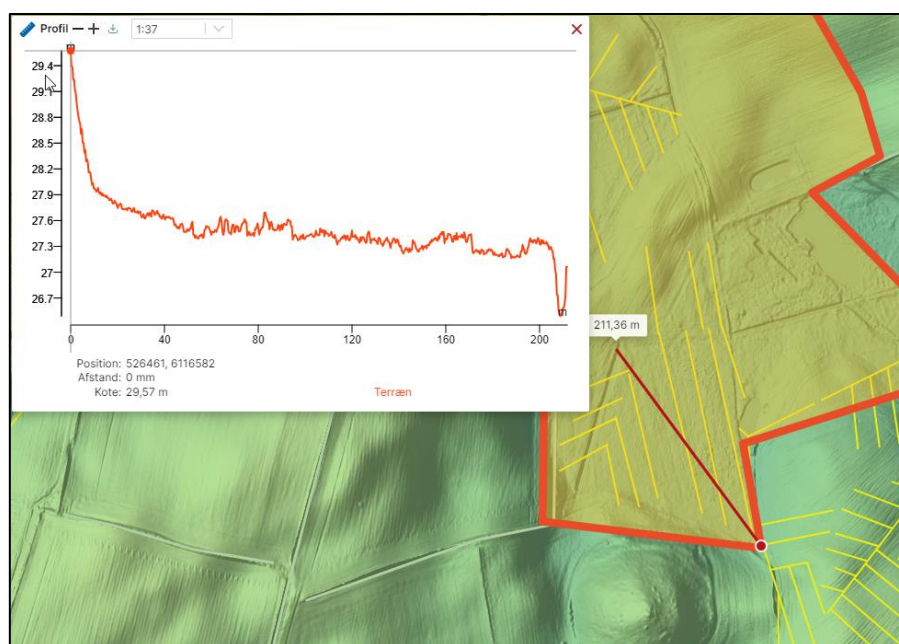 Profil 1:37
m
29.4
29.1
28.8
28.5
28.2
27.9
27.6
27.3
27
26.7
m
0 40 80 120 160 200
Position: 526461, 6116582
Afstand: 0 mm
Kote: 29,57 m
Terræn
211,36 m